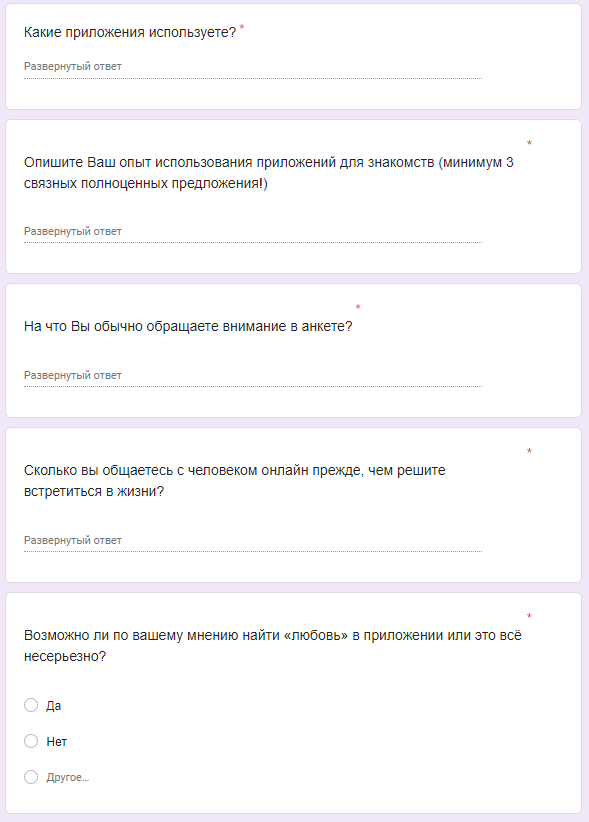 Какие приложения используете? *
Развернутый ответ
*
Опишите Ваш опыт использования приложений для знакомств (минимум 3
связных полноценных предложения!)
Развернутый ответ
*
На что Вы обычно обращаете внимание в анкете?
Развернутый ответ
*
Сколько вы общаетесь с человеком онлайн прежде, чем решите
встретиться в жизни?
Развернутый ответ
*
Возможно ли по вашему мнению найти «любовь» в приложении или это всё
несерьезно?
Да
Нет
Другое...